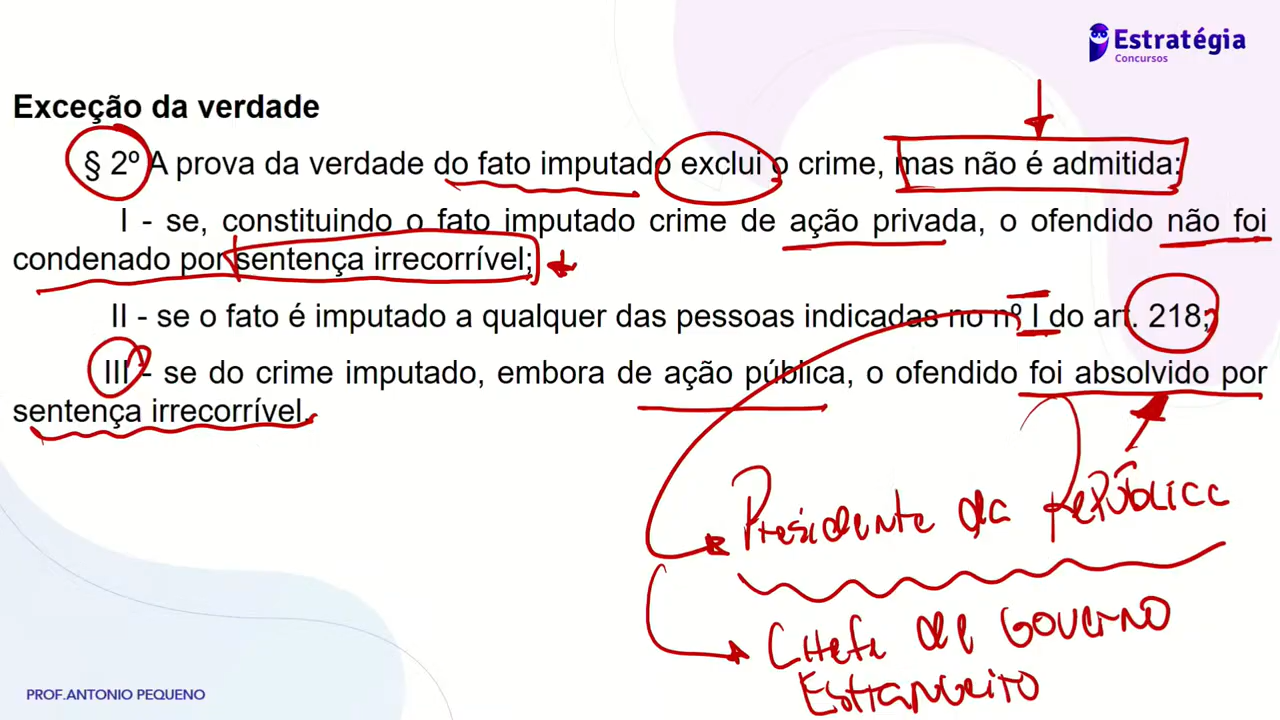 Estratégia
Concursos
Exceção da verdade
§ 2º A prova da verdade do fato imputado exclui o crime, mas não é admitida:
I - se, constituindo o fato imputado crime de ação privada, o ofendido não foi
condenado por sentença irrecorrível;
II - se o fato é imputado a qualquer das pessoas indicadas no nº I do art. 218;
III - se do crime imputado, embora de ação pública, o ofendido foi absolvido por
sentença irrecorrível.
Presidente da REPÚBLICA
CHefe de GOVERNO
EstrANGeiro
PROF.ANTONIO PEQUENO